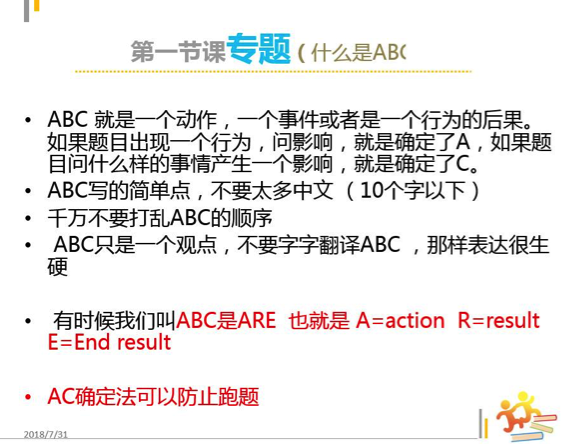 第一节课专题（什么是ABC
• ABC 就是一个动作，一个事件或者是一个行为的后果。
如果题目出现一个行为，问影响，就是确定了A，如果题
目问什么样的事情产生一个影响，就是确定了C。
• ABC写的简单点，不要太多中文（10个字以下）
• 千万不要打乱ABC的顺序
• ABC只是一个观点，不要字字翻译ABC ，那样表达很生
硬
• 有时候我们叫ABC是ARE 也就是 A=action R=result
E=End result
• AC确定法可以防止跑题
2018/7/31